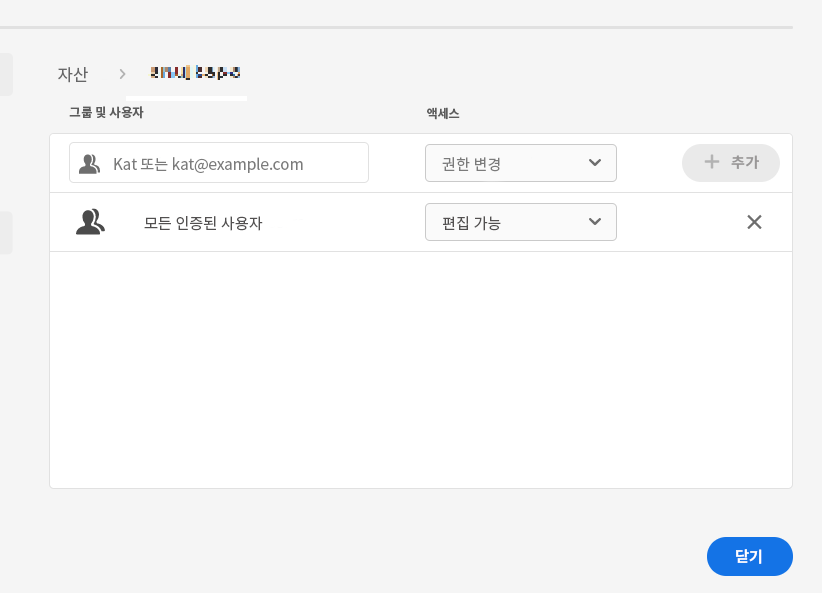 자산
그룹 및 사용자
액세스
Kat 또는 kat@example.com
권한 변경
추가
모든 인증된 사용자
편집 가능
닫기